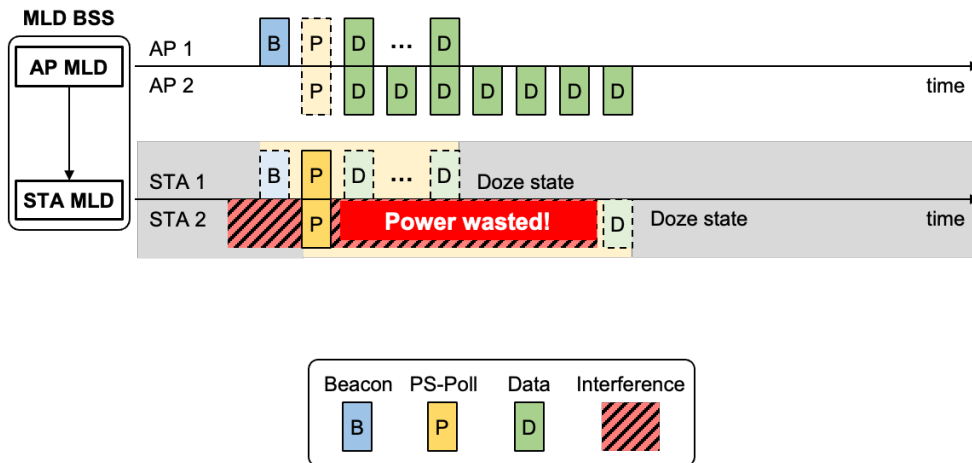 MLD BSS
AP MLD
STA MLD
AP 1
B P D ... D
AP 2
P D D D D D D D
time
STA 1
B P D ... D Doze state
STA 2
P Power wasted! D Doze state
time
Beacon PS-Poll Data Interference
B P D